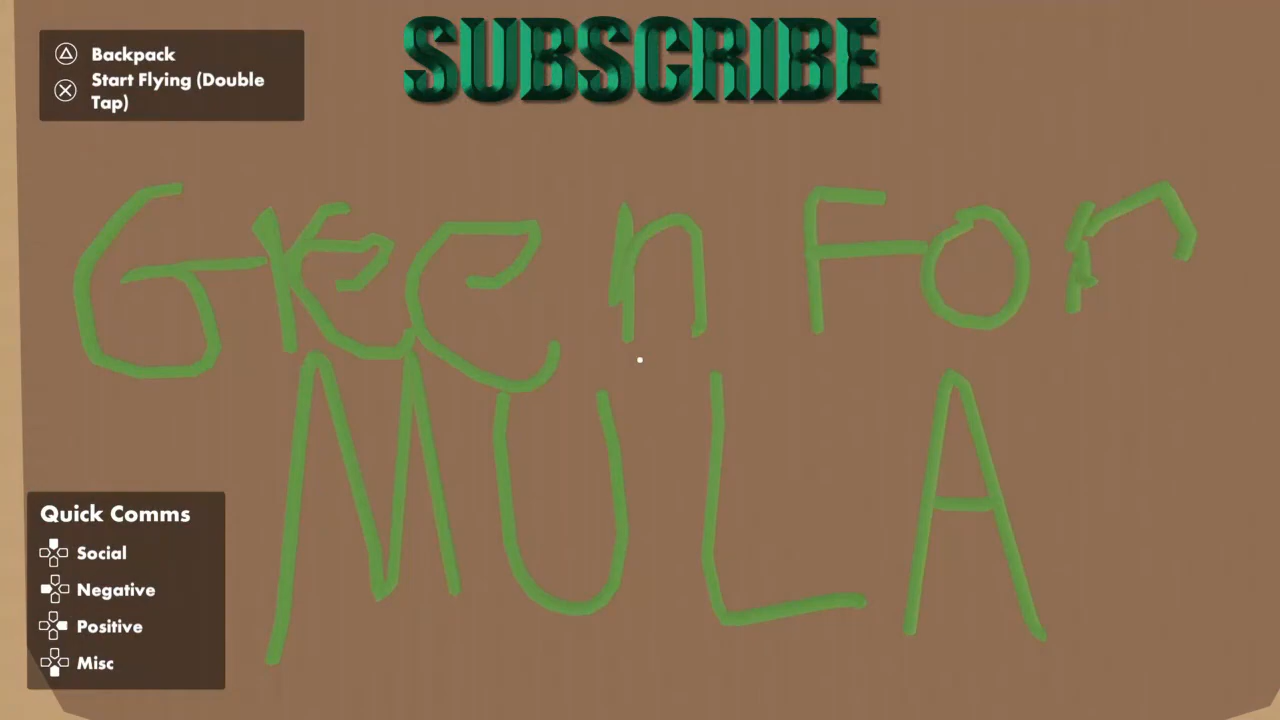 SUBSCRIBE
Backpack
Start Flying (Double
Tap)
Green For
MULA
Quick Comms
Social
Negative
Positive
Misc